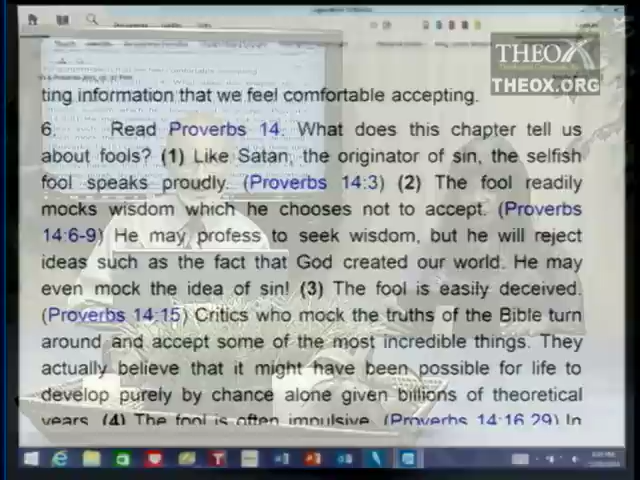 THEOX
THEOX.ORG
ting information that we feel comfortable accepting.
6. Read Proverbs 14. What does this chapter tell us
about fools? (1) Like Satan, the originator of sin, the selfish
fool speaks proudly. (Proverbs 14:3) (2) The fool readily
mocks wisdom which he chooses not to accept. (Proverbs
14:6-9) He may profess to seek wisdom, but he will reject
ideas such as the fact that God created our world. He may
even mock the idea of sin! (3) The fool is easily deceived.
(Proverbs 14:15) Critics who mock the truths of the Bible turn
around and accept some of the most incredible things. They
actually believe that it might have been possible for life to
develop purely by chance alone given billions of theoretical
years. (4) The fool is often impulsive. (Proverbs 14:16,29) In